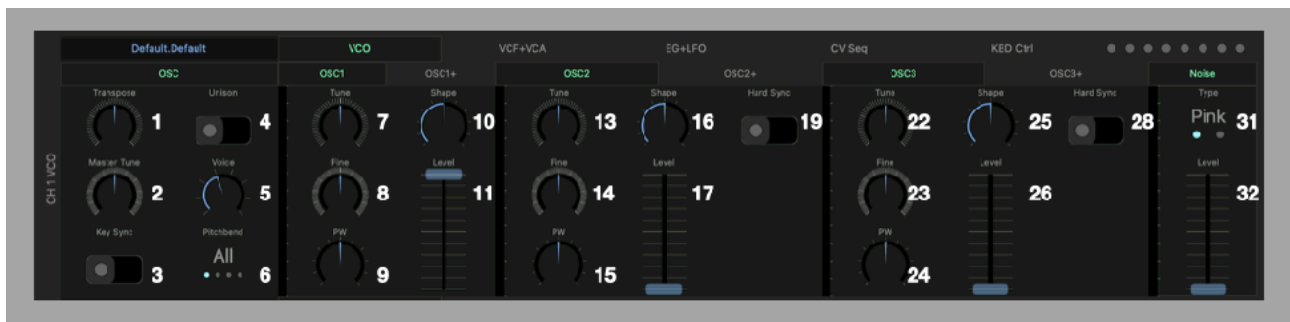 Default.Default VCO VCF+VCA EG+LFO CV Seq KBD Ctrl
OSC OSC1 OSC1+ OSC2 OSC2+ OSC3 OSC3+ Noise
Transpose Unison Tune Shape Tune Shape Hard Sync Tune Shape Hard Sync Type
1 4 7 10 13 16 19 22 25 28 Pink 31
Master Tune Voice Fine Level Fine Level Fine Level Level
2 5 8 11 14 17 23 26 32
Key Sync Pitchbend PW PW PW
3 All 6 9 15 24
CH 1 VCO